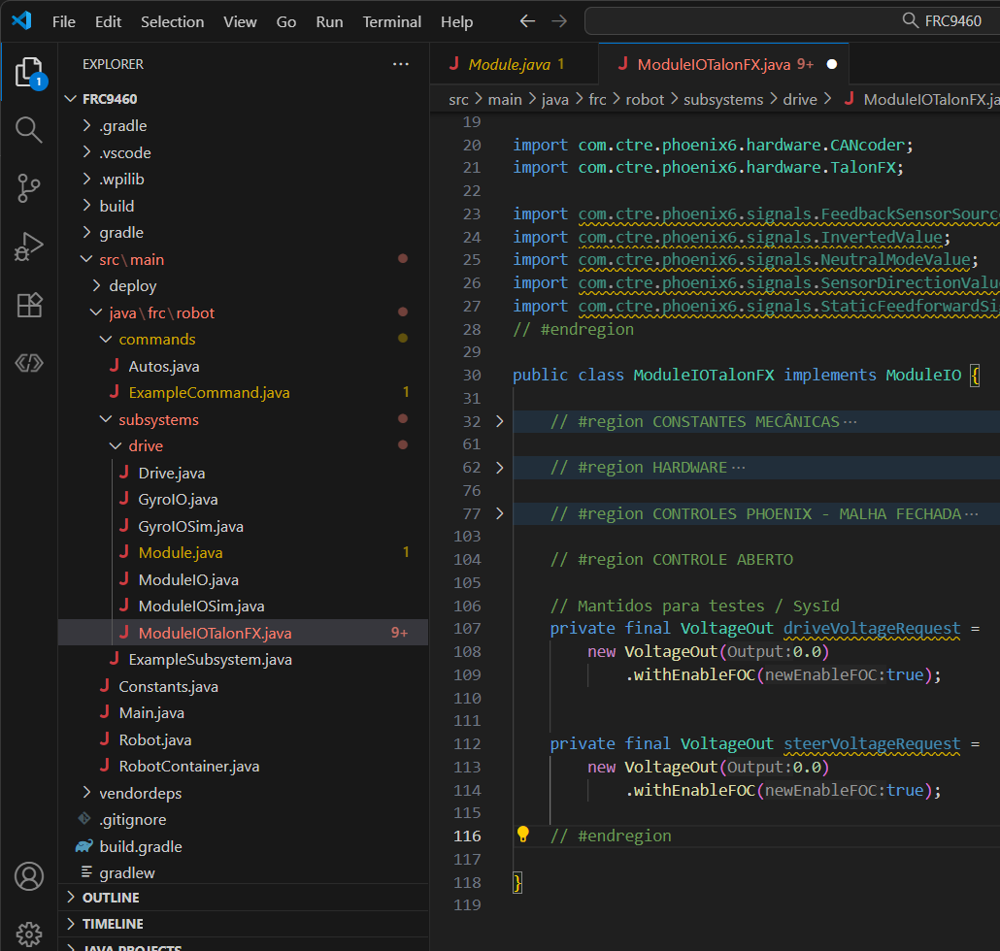 File Edit Selection View Go Run Terminal Help
FRC9460
EXPLORER
1
FRC9460
.gradle
.vscode
.wpilib
build
gradle
src\main
deploy
java\frc\robot
commands
Autos.java
ExampleCommand.java 1
subsystems
drive
Drive.java
GyroIO.java
GyroIOSim.java
Module.java 1
ModuleIO.java
ModuleIOSim.java
ModuleIOTalonFX.java 9+
ExampleSubsystem.java
Constants.java
Main.java
Robot.java
RobotContainer.java
vendordeps
.gitignore
build.gradle
gradlew
OUTLINE
TIMELINE
JAVA PROJECTS
Module.java 1
ModuleIOTalonFX.java 9+
src > main > java > frc > robot > subsystems > drive > ModuleIOTalonFX.ja
19
20 import com.ctre.phoenix6.hardware.CANcoder;
21 import com.ctre.phoenix6.hardware.TalonFX;
22
23 import com.ctre.phoenix6.signals.FeedbackSensorSourc
24 import com.ctre.phoenix6.signals.InvertedValue;
25 import com.ctre.phoenix6.signals.NeutralModeValue;
26 import com.ctre.phoenix6.signals.SensorDirectionValu
27 import com.ctre.phoenix6.signals.StaticFeedforwardSi
28 // #endregion
29
30 public class ModuleIOTalonFX implements ModuleIO {
31
32 // #region CONSTANTES MECÂNICAS⋯
61
62 // #region HARDWARE⋯
76
77 // #region CONTROLES PHOENIX - MALHA FECHADA⋯
103
104 // #region CONTROLE ABERTO
105
106 // Mantidos para testes / SysId
107 private final VoltageOut driveVoltageRequest =
108 new VoltageOut(Output:0.0)
109 .withEnableFOC(newEnableFOC:true);
110
111
112 private final VoltageOut steerVoltageRequest =
113 new VoltageOut(Output:0.0)
114 .withEnableFOC(newEnableFOC:true);
115
116 // #endregion
117
118 }
119